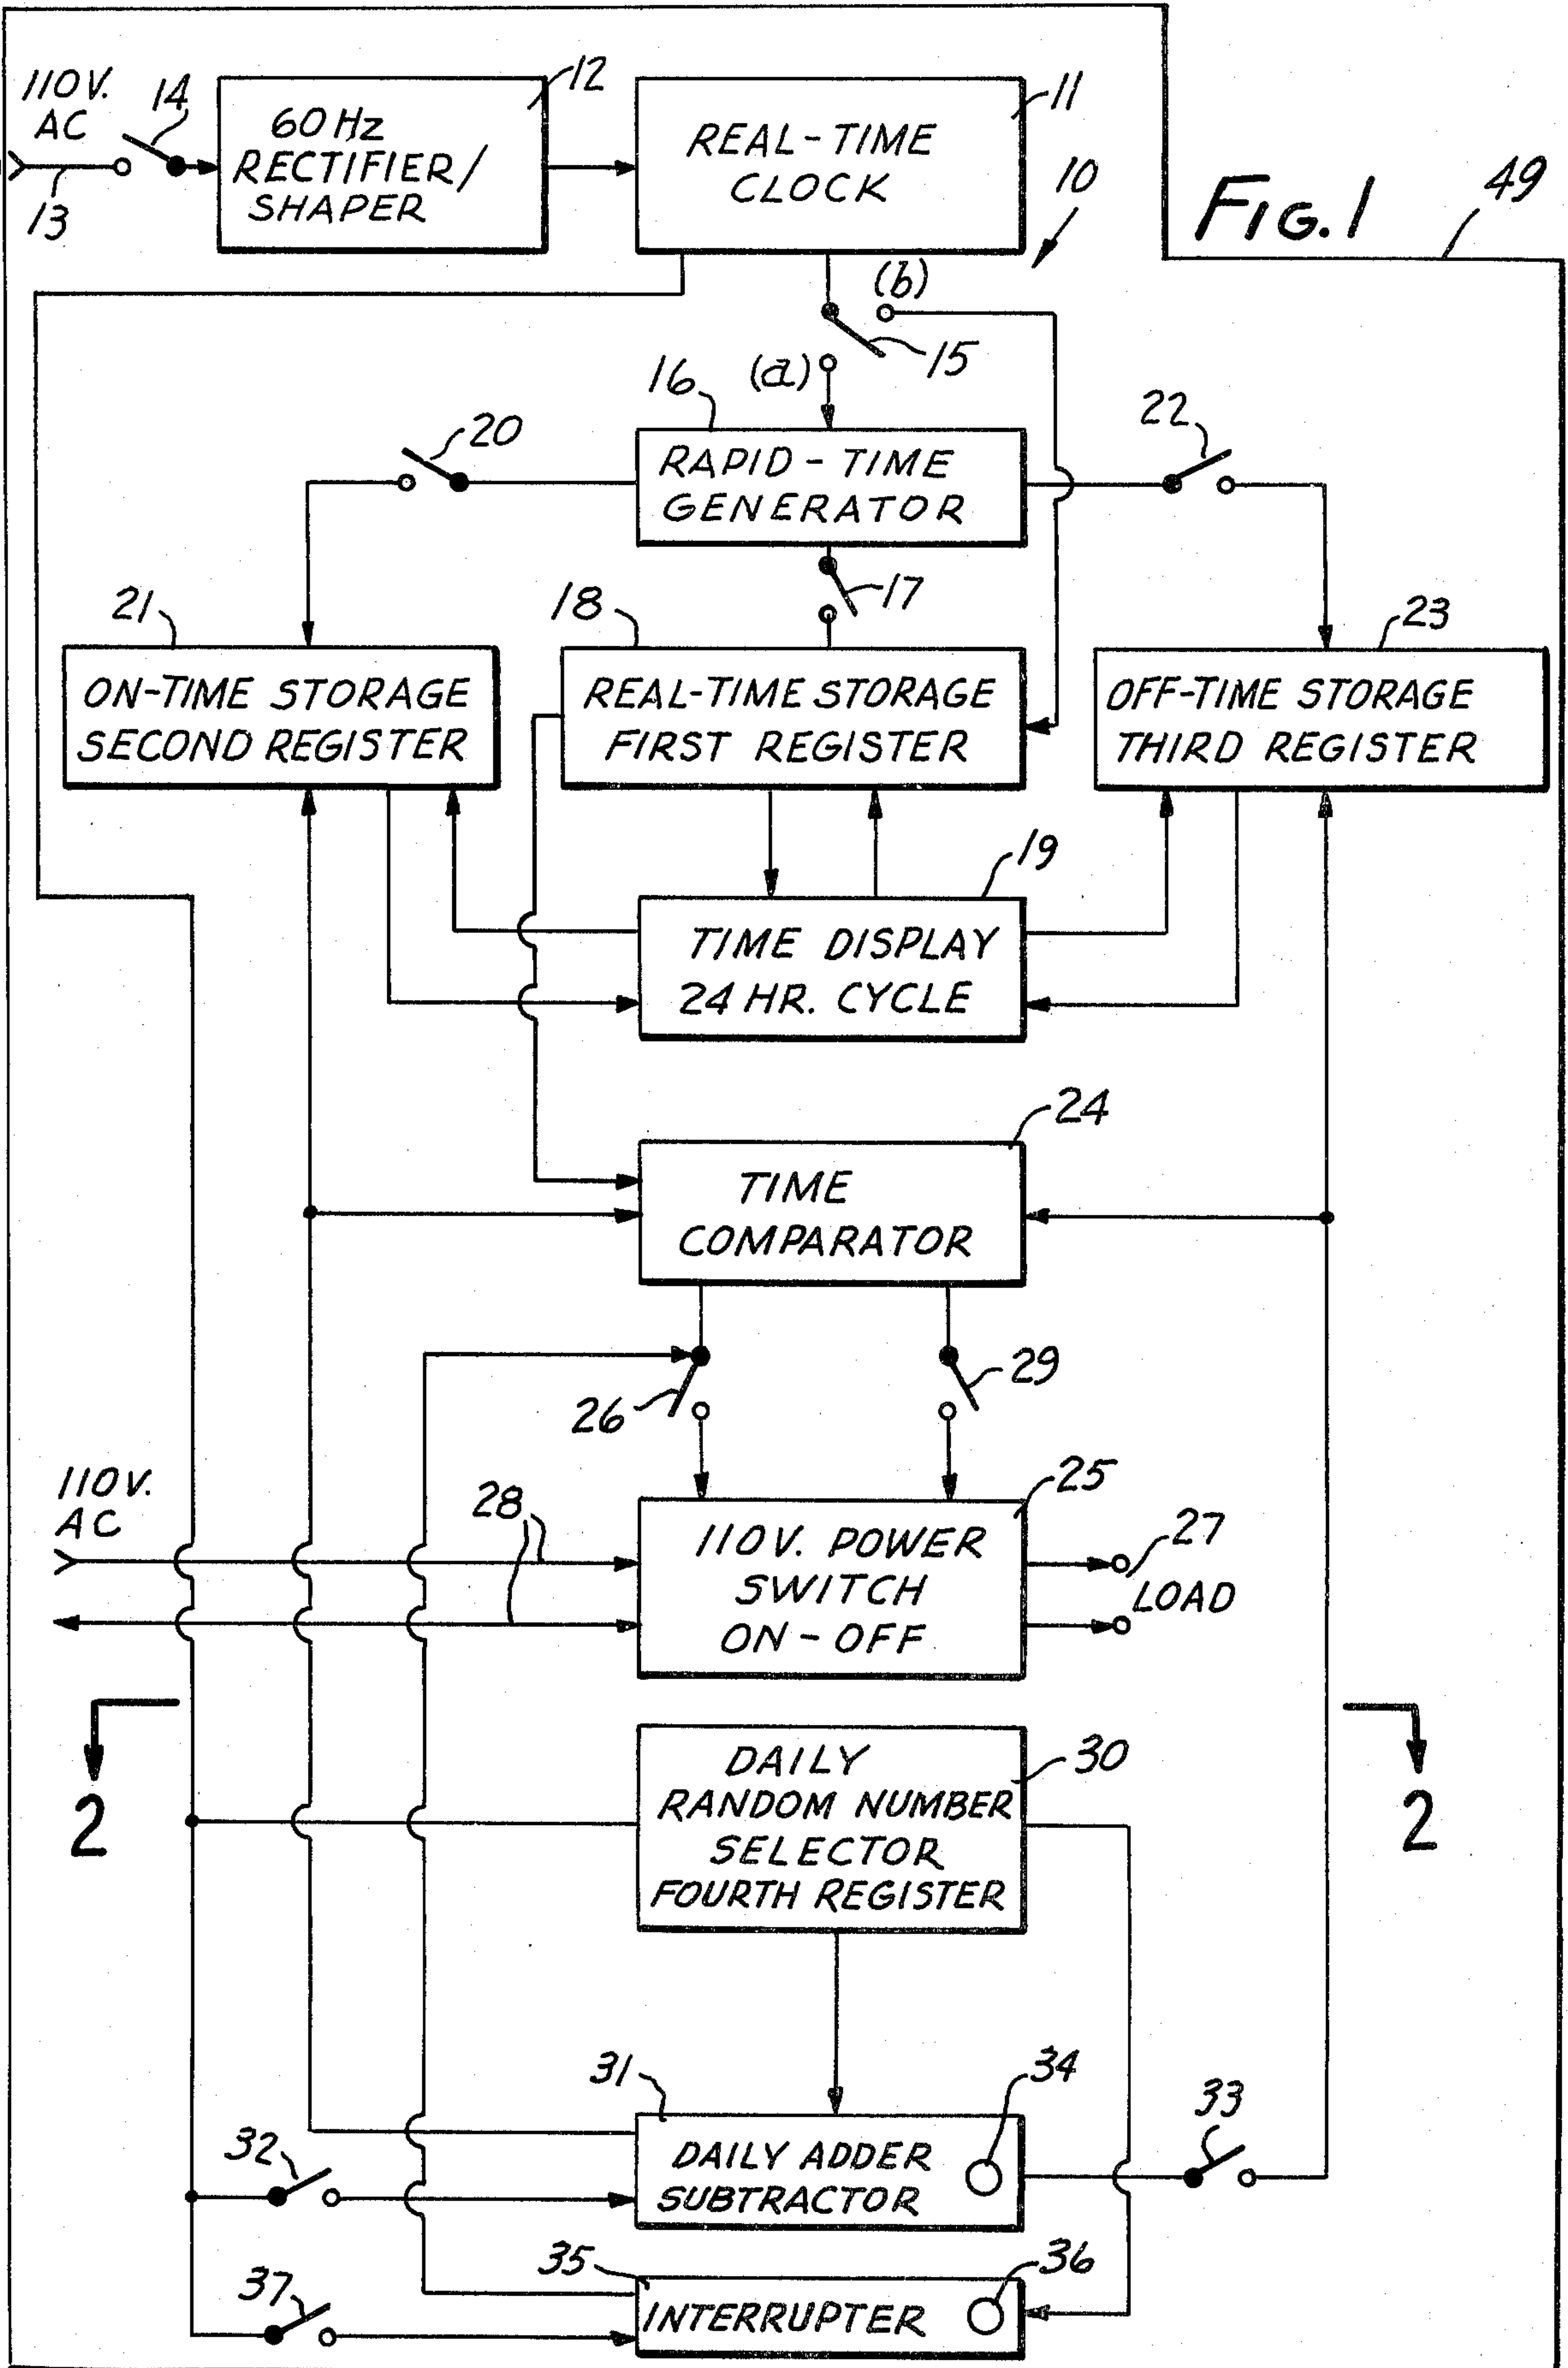 110V.
AC
14
13
60 Hz
RECTIFIER/
SHAPER
12
REAL-TIME
CLOCK
11
10
FIG. 1
49
(b)
15
(a)
16
RAPID-TIME
GENERATOR
20
22
17
21
ON-TIME STORAGE
SECOND REGISTER
18
REAL-TIME STORAGE
FIRST REGISTER
23
OFF-TIME STORAGE
THIRD REGISTER
19
TIME DISPLAY
24 HR. CYCLE
24
TIME
COMPARATOR
26
29
110V.
AC
28
25
110V. POWER
SWITCH
ON-OFF
27
LOAD
2
2
DAILY
RANDOM NUMBER
SELECTOR
FOURTH REGISTER
30
31
34
33
32
DAILY ADDER
SUBTRACTOR
35
36
37
INTERRUPTER